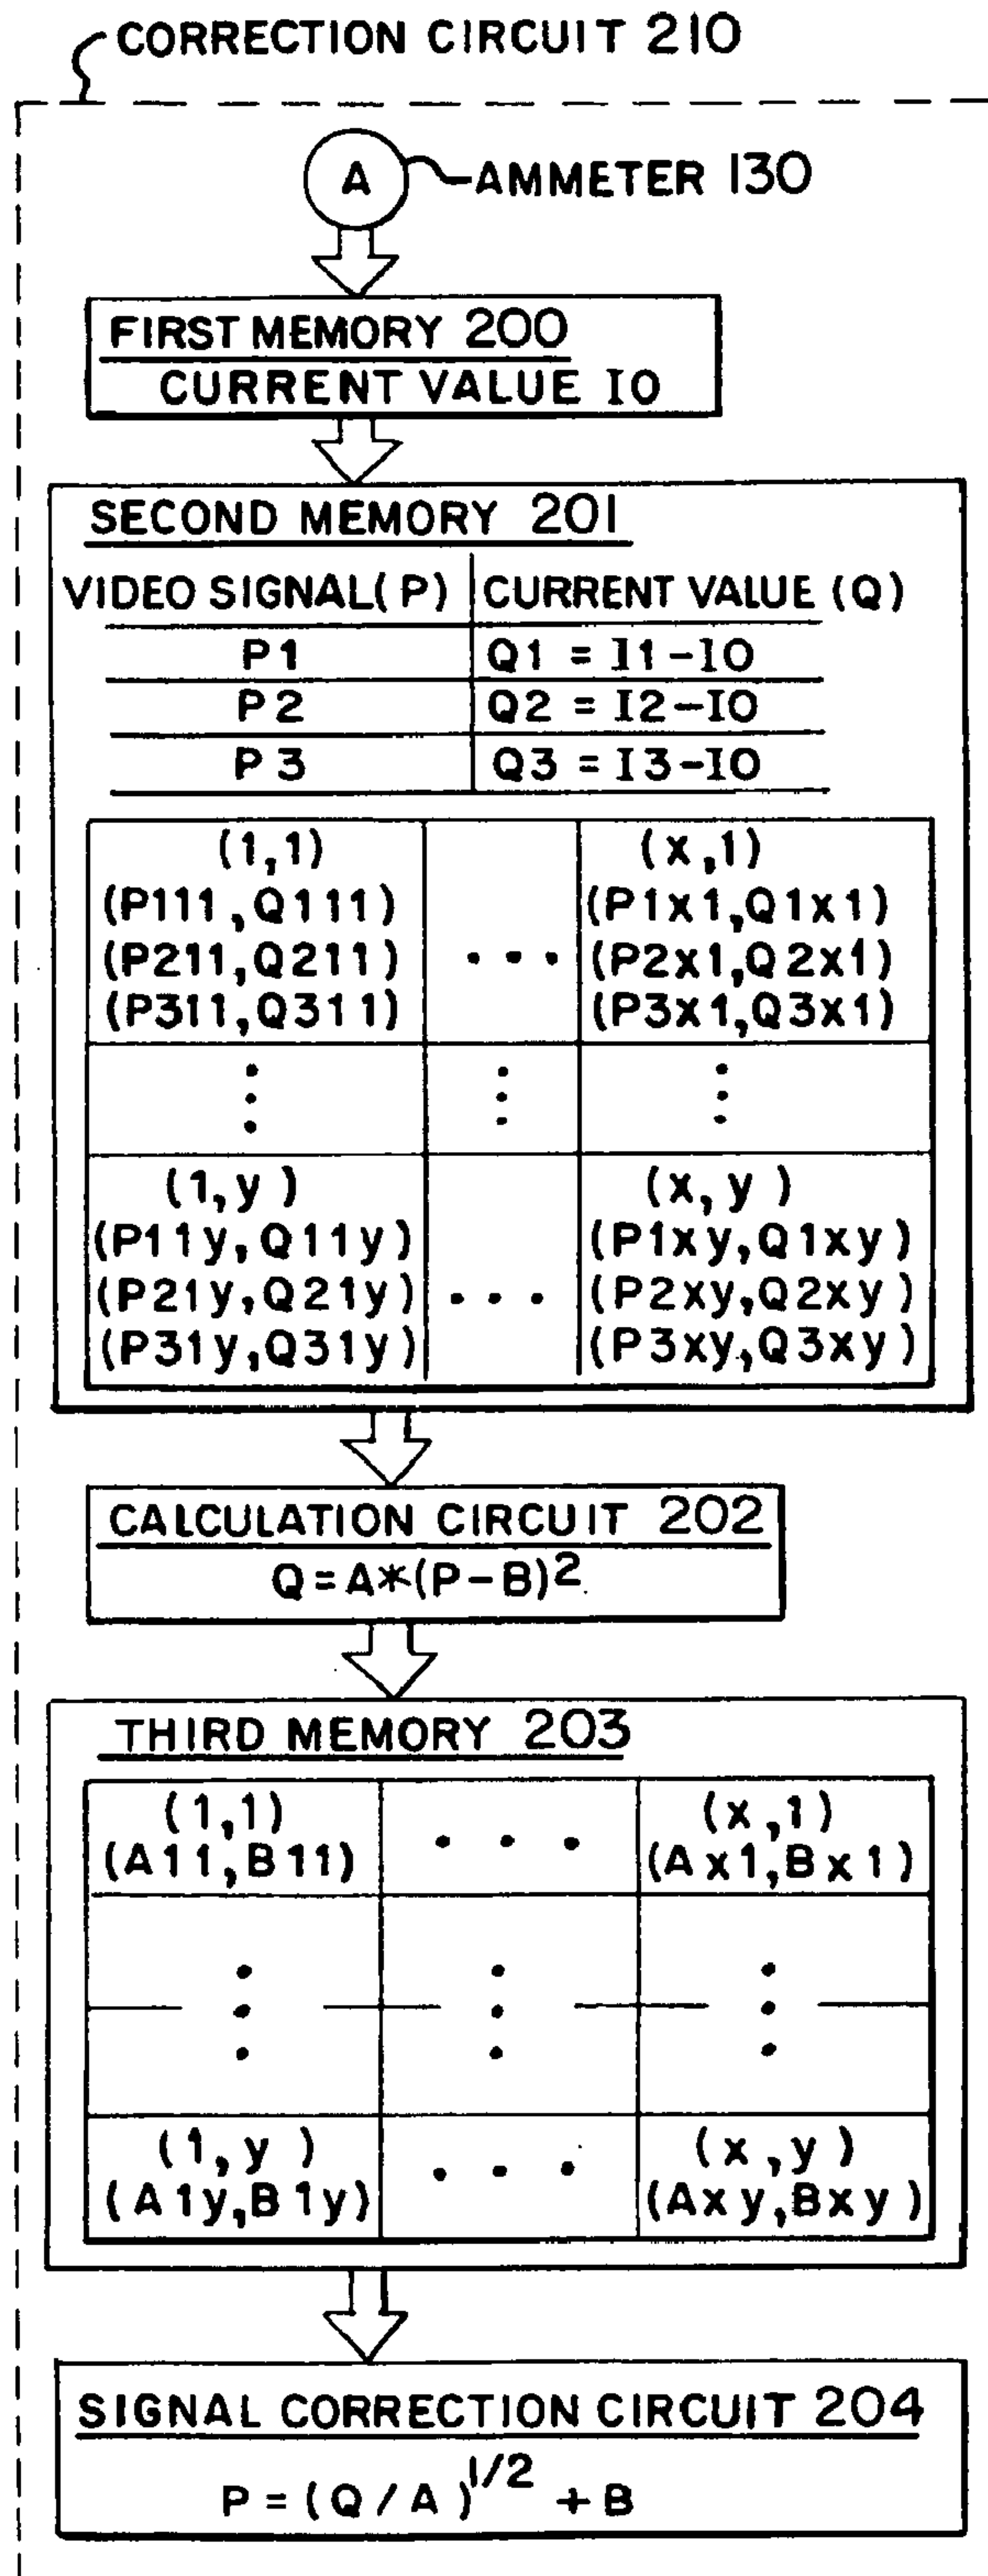 CORRECTION CIRCUIT 210
A AMMETER 130
FIRST MEMORY 200
CURRENT VALUE I0
SECOND MEMORY 201
VIDEO SIGNAL(P) CURRENT VALUE (Q)
P1 Q1 = I1-I0
P2 Q2 = I2-I0
P3 Q3 = I3-I0
(1,1) (x,1)
(P111,Q111) (P1x1,Q1x1)
(P211,Q211) ... (P2x1,Q2x1)
(P311,Q311) (P3x1,Q3x1)
(1,y) (x,y)
(P11y,Q11y) (P1xy,Q1xy)
(P21y,Q21y) ... (P2xy,Q2xy)
(P31y,Q31y) (P3xy,Q3xy)
CALCULATION CIRCUIT 202
Q=A*(P-B)2
THIRD MEMORY 203
(1,1) ... (x,1)
(A11,B11) (Ax1,Bx1)
(1,y) ... (x,y)
(A1y,B1y) (Axy,Bxy)
SIGNAL CORRECTION CIRCUIT 204
P=(Q/A)1/2 +B